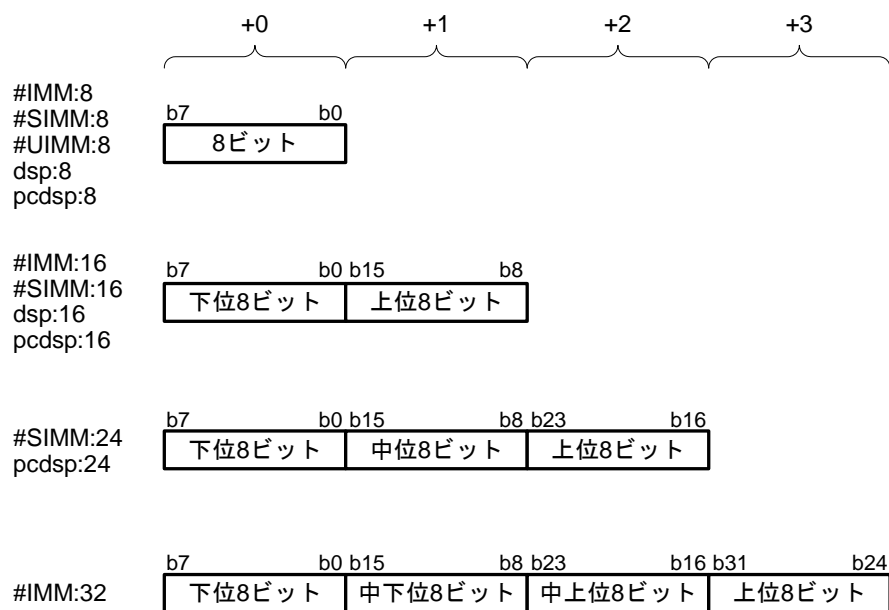 +0 +1 +2 +3
#IMM:8
#SIMM:8
#UIMM:8
dsp:8
pcdsp:8
b7 b0
8ビット
#IMM:16
#SIMM:16
dsp:16
pcdsp:16
b7 b0 b15 b8
下位8ビット 上位8ビット
#SIMM:24
pcdsp:24
b7 b0 b15 b8 b23 b16
下位8ビット 中位8ビット 上位8ビット
#IMM:32
b7 b0 b15 b8 b23 b16 b31 b24
下位8ビット 中下位8ビット 中上位8ビット 上位8ビット